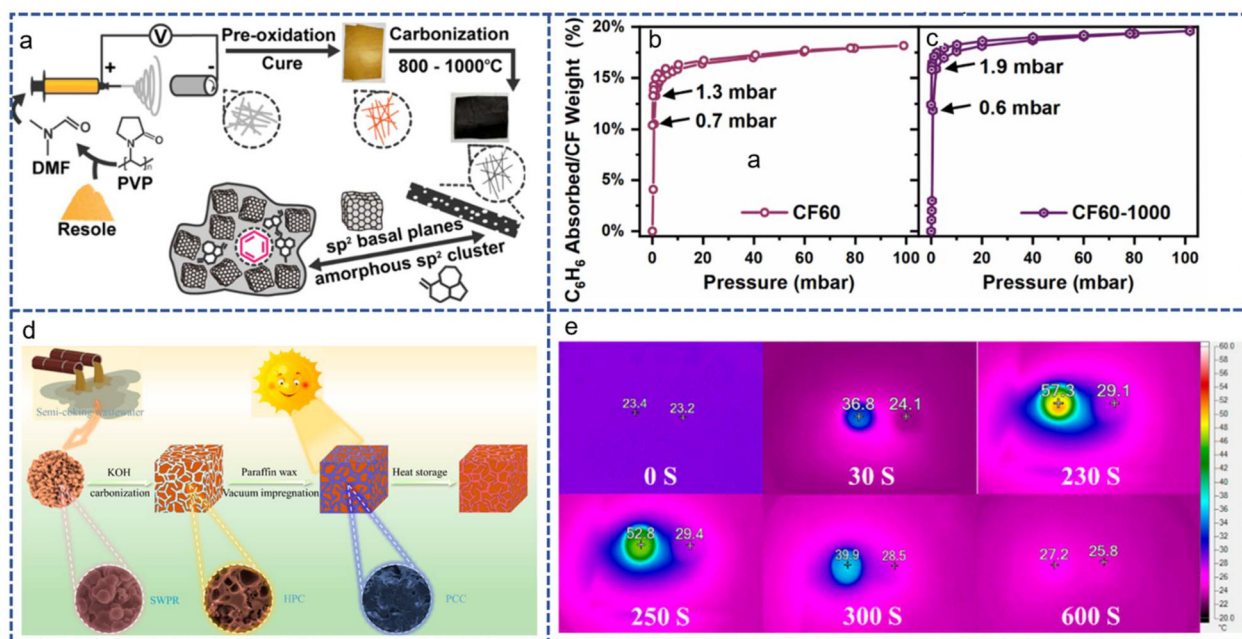 a
V
+
-
Pre-oxidation
Cure
Carbonization
800 - 1000°C
N
O
N
O
n
DMF
PVP
Resole
sp² basal planes
amorphous sp² cluster
C₆H₆ Absorbed/CF Weight (%)
20%
15%
10%
5%
0%
b
1.3 mbar
0.7 mbar
a
CF60
0 20 40 60 80 100
Pressure (mbar)
c
1.9 mbar
0.6 mbar
CF60-1000
0 20 40 60 80 100
Pressure (mbar)
d
Semi-coking wastewater
KOH
carbonization
Paraffin wax
Vacuum impregnation
Heat storage
SWPR
HPC
PCC
e
23.4
23.2
0 S
36.8
24.1
30 S
57.3
29.1
230 S
52.8
29.4
250 S
39.9
28.5
300 S
27.2
25.8
600 S
60.0
58
56
54
52
50
48
46
44
42
40
38
36
34
32
30
28
26
24
22
20.0
°C